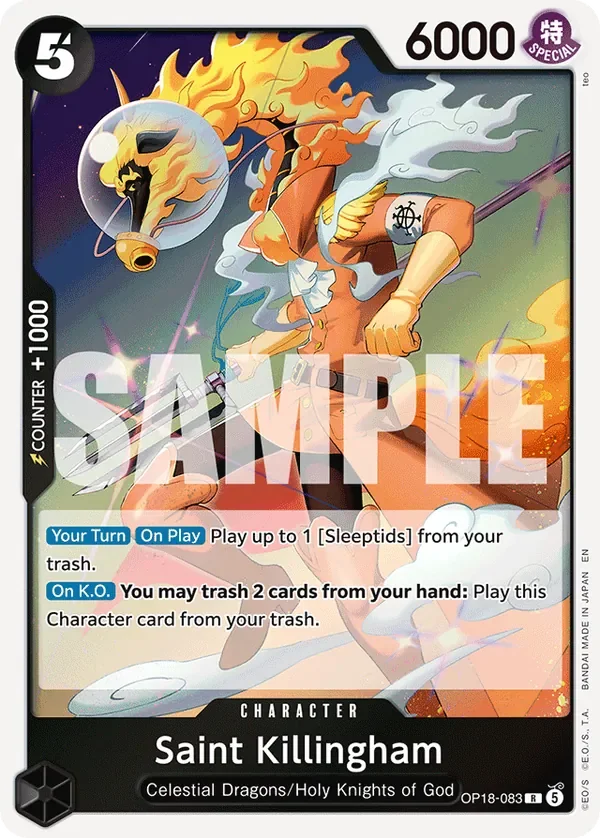 5
6000
特
SPECIAL
teo
COUNTER +1000
SAMPLE
Your Turn On Play Play up to 1 [Sleeptids] from your
trash.
On K.O. You may trash 2 cards from your hand: Play this
Character card from your trash.
CHARACTER
Saint Killingham
Celestial Dragons/Holy Knights of God
OP18-083 R 5
©EO/S ©E.O./S., T.A. BANDAI MADE IN JAPAN EN